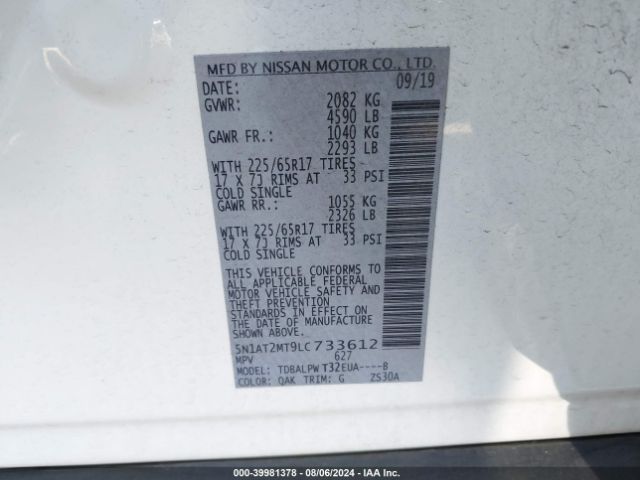 MFD BY NISSAN MOTOR CO., LTD.
DATE: 09/19
GVWR: 2082 KG
4590 LB
GAWR FR.: 1040 KG
2293 LB
WITH 225/65R17 TIRES
17 X 7J RIMS AT 33 PSI
COLD SINGLE
GAWR RR.: 1055 KG
2326 LB
WITH 225/65R17 TIRES
17 X 7J RIMS AT 33 PSI
COLD SINGLE
THIS VEHICLE CONFORMS TO
ALL APPLICABLE FEDERAL
MOTOR VEHICLE SAFETY AND
THEFT PREVENTION
STANDARDS IN EFFECT ON
THE DATE OF MANUFACTURE
SHOWN ABOVE.
5N1AT2MT9LC733612
MPV 627
MODEL: TDBALPW T32EUA----B
COLOR: QAK TRIM: G ZS30A
000-39981378 - 08/06/2024 - IAA Inc.